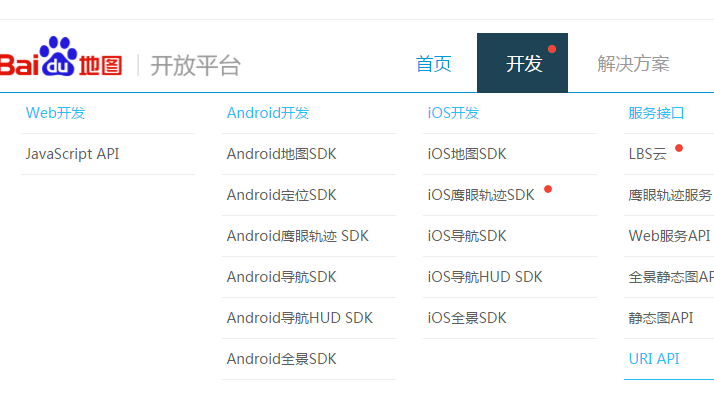 Bai du 地图 开放平台 首页 开发 解决方案
Web开发 Android开发 iOS开发 服务接口
JavaScript API Android地图SDK iOS地图SDK LBS云
Android定位SDK iOS鹰眼轨迹SDK 鹰眼轨迹服务
Android鹰眼轨迹 SDK iOS导航SDK Web服务API
Android导航SDK iOS导航HUD SDK 全景静态图AP
Android导航HUD SDK iOS全景SDK 静态图API
Android全景SDK URI API